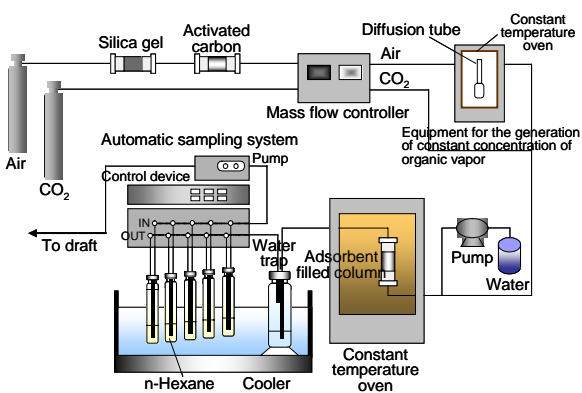 Silica gel
Activated
carbon
Diffusion tube
Constant
temperature
oven
Air
CO2
Mass flow controller
Air
CO2
Equipment for the generation
of constant concentration of
organic vapor
Automatic sampling system
Pump
Control device
IN
OUT
To draft
Water
trap
Adsorbent
filled column
Pump
Water
n-Hexane
Cooler
Constant
temperature
oven